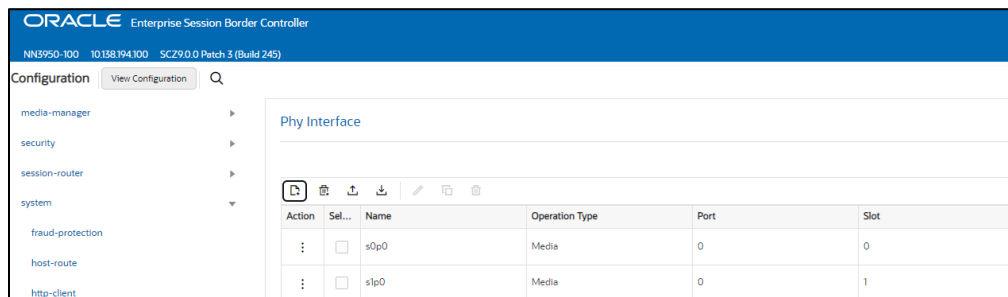 ORACLE Enterprise Session Border Controller
NN3950-100 10.138.194.100 SCZ9.0.0 Patch 3 (Build 245)
Configuration View Configuration
media-manager
security
session-router
system
fraud-protection
host-route
http-client
Phy Interface
Action Sel... Name Operation Type Port Slot
s0p0 Media 0 0
s1p0 Media 0 1